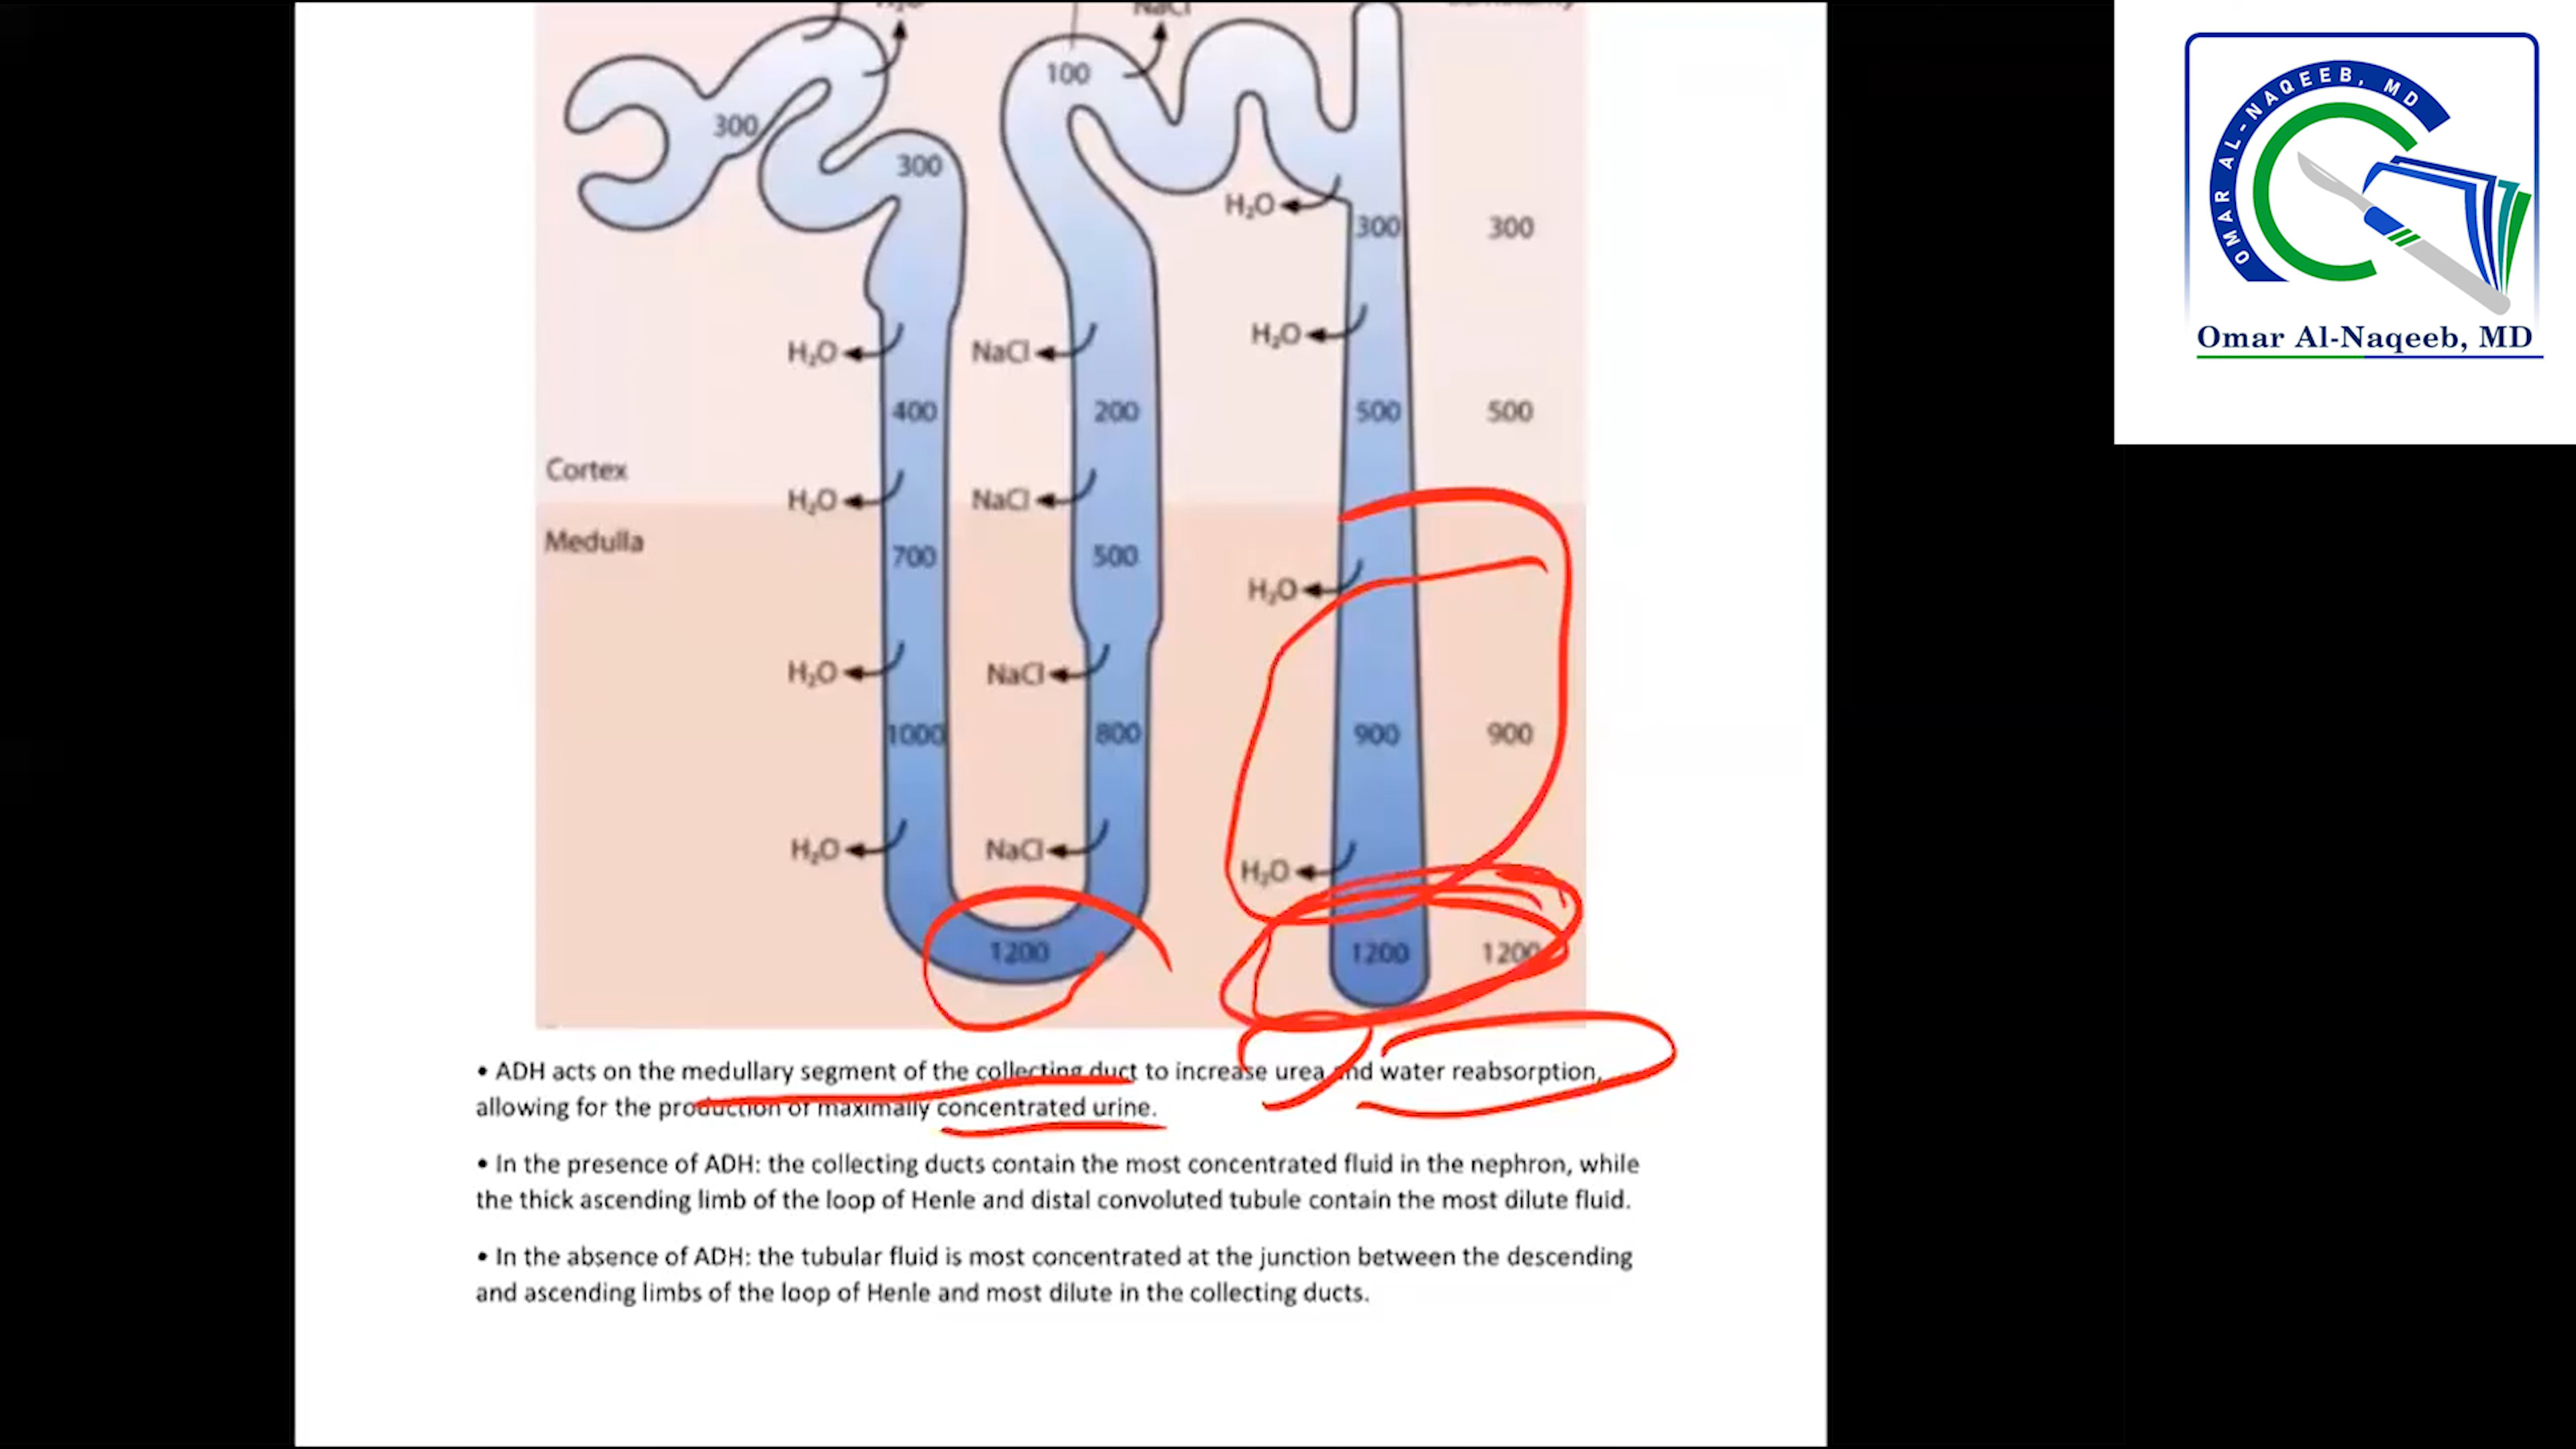 NaCl
OMAR AL-NAQEEB, MD
100
300
300
H₂O
300
300
H₂O
Omar Al-Naqeeb, MD
H₂O
NaCl
400
200
500
500
Cortex
H₂O
NaCl
Medulla
700
500
H₂O
H₂O
NaCl
1000
800
900
900
H₂O
NaCl
H₂O
1200
1200
1200
• ADH acts on the medullary segment of the collecting duct to increase urea and water reabsorption,
allowing for the production of maximally concentrated urine.
• In the presence of ADH: the collecting ducts contain the most concentrated fluid in the nephron, while
the thick ascending limb of the loop of Henle and distal convoluted tubule contain the most dilute fluid.
• In the absence of ADH: the tubular fluid is most concentrated at the junction between the descending
and ascending limbs of the loop of Henle and most dilute in the collecting ducts.